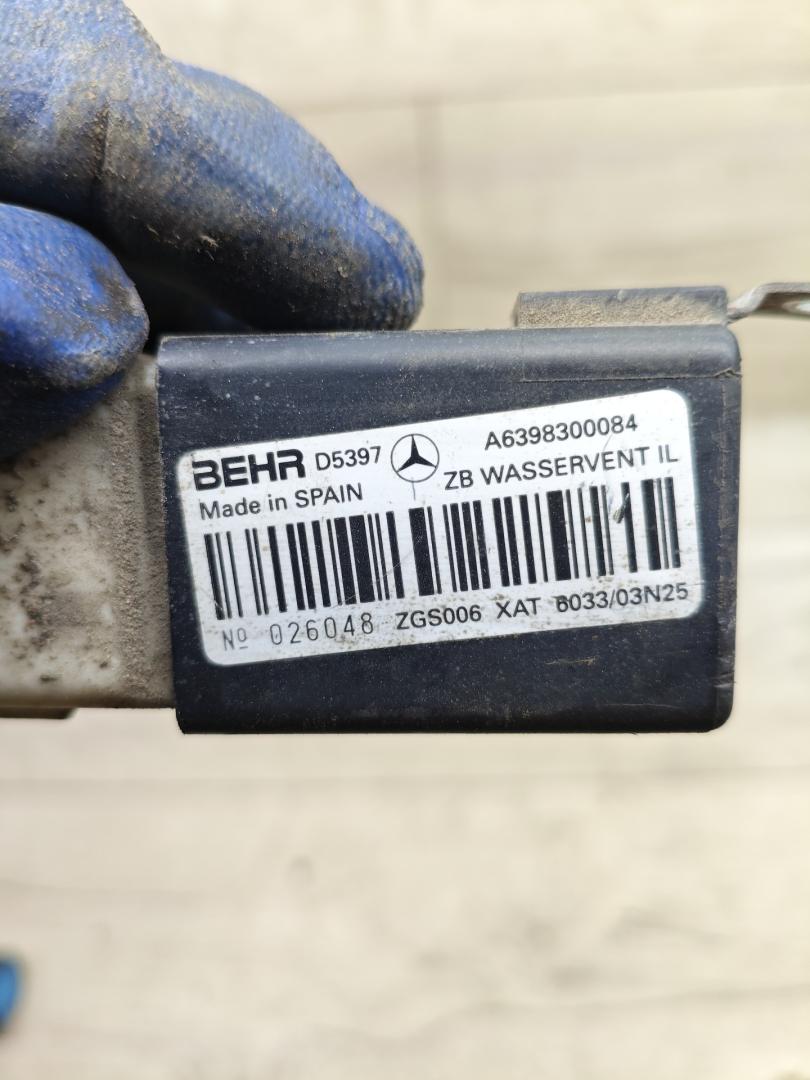 BEHR D5397 A6398300084
Made in SPAIN ZB WASSERVENT IL
Nº 026048 ZGS006 XAT 6033/03N25